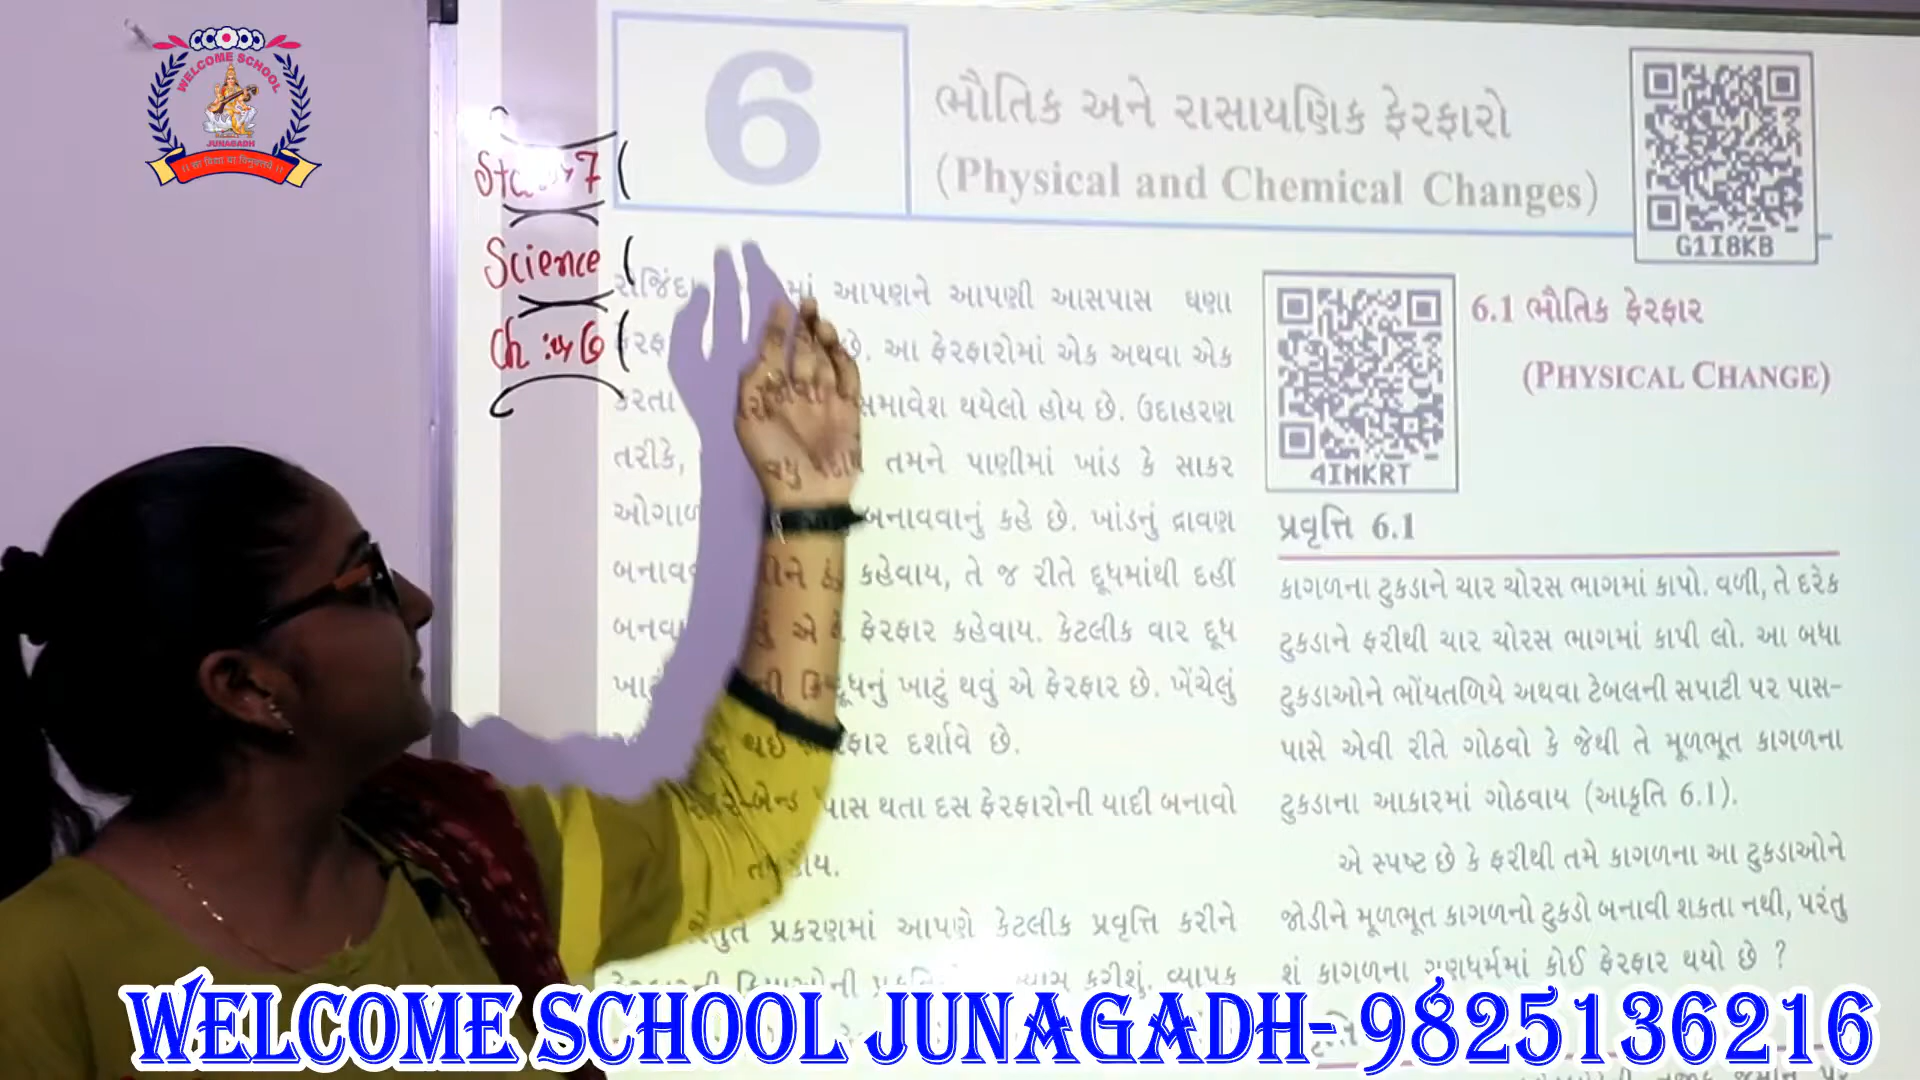 WELCOME SCHOOL
JUNAGADH
॥ सा विद्या या विमुक्तये ॥
7
Science
Ch 6
6
ભૌતિક અને રાસાયણિક ફેરફારો
(Physical and Chemical Changes)
G1I8KB
આપણને આપણી આસપાસ ઘણા
છે. આ ફેરફારોમાં એક અથવા એક
કરતા સમાવેશ થયેલો હોય છે. ઉદાહરણ
તરીકે, તમને પાણીમાં ખાંડ કે સાકર
બનાવવાનું કહે છે. ખાંડનું દ્રાવણ
કહેવાય, તે જ રીતે દૂધમાંથી દહીં
એ ફેરફાર કહેવાય. કેટલીક વાર દૂધ
દૂધનું ખાટું થવું એ ફેરફાર છે. ખેંચેલું
દર્શાવે છે.
પાસ થતા દસ ફેરફારોની યાદી બનાવો
પ્રકરણમાં આપણે કેટલીક પ્રવૃત્તિ કરીને
કરીશું. વ્યાપક
4IMKRT
6.1 ભૌતિક ફેરફાર
(PHYSICAL CHANGE)
પ્રવૃત્તિ 6.1
કાગળના ટુકડાને ચાર ચોરસ ભાગમાં કાપો. વળી, તે દરેક
ટુકડાને ફરીથી ચાર ચોરસ ભાગમાં કાપી લો. આ બધા
ટુકડાઓને ભોંયતળિયે અથવા ટેબલની સપાટી પર પાસ-
પાસે એવી રીતે ગોઠવો કે જેથી તે મૂળભૂત કાગળના
ટુકડાના આકારમાં ગોઠવાય (આકૃતિ 6.1).
એ સ્પષ્ટ છે કે ફરીથી તમે કાગળના આ ટુકડાઓને
જોડીને મૂળભૂત કાગળનો ટુકડો બનાવી શકતા નથી, પરંતુ
શું કાગળના ગુણધર્મમાં કોઈ ફેરફાર થયો છે ?
WELCOME SCHOOL JUNAGADH- 9825136216